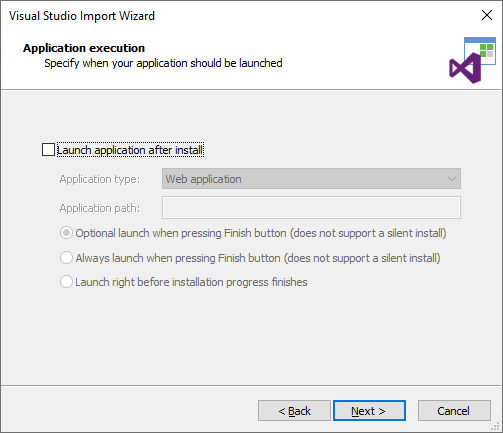 Visual Studio Import Wizard
Application execution
Specify when your application should be launched
Launch application after install
Application type:
Web application
Application path:
Optional launch when pressing Finish button (does not support a silent install)
Always launch when pressing Finish button (does not support a silent install)
Launch right before installation progress finishes
< Back
Next >
Cancel